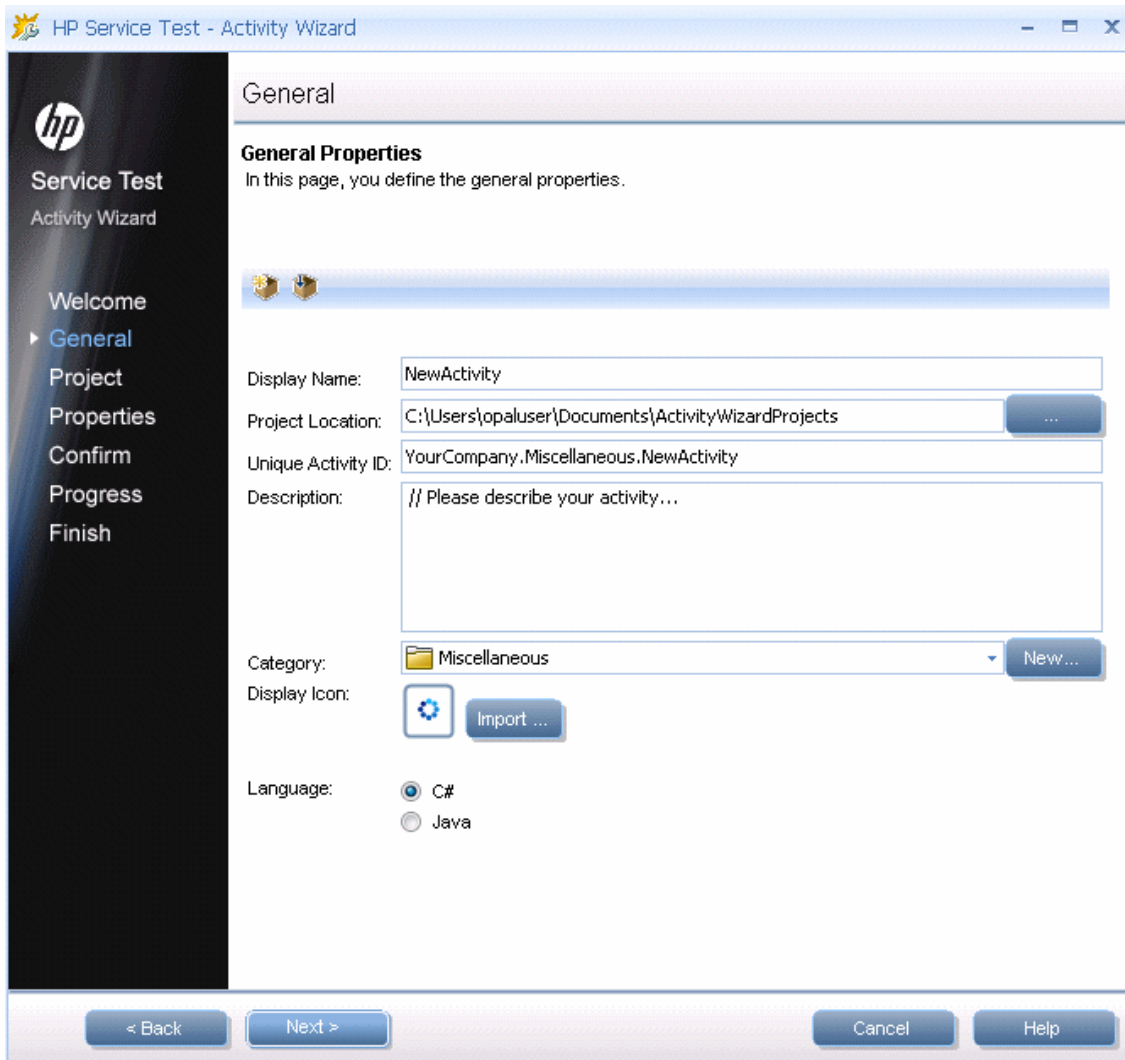 HP Service Test - Activity Wizard
hp
Service Test
Activity Wizard
Welcome
General
Project
Properties
Confirm
Progress
Finish
General
General Properties
In this page, you define the general properties.
Display Name: NewActivity
Project Location: C:\Users\opaluser\Documents\ActivityWizardProjects ...
Unique Activity ID: YourCompany.Miscellaneous.NewActivity
Description: // Please describe your activity...
Category: Miscellaneous New...
Display Icon: Import ...
Language: C#
Java
< Back Next > Cancel Help